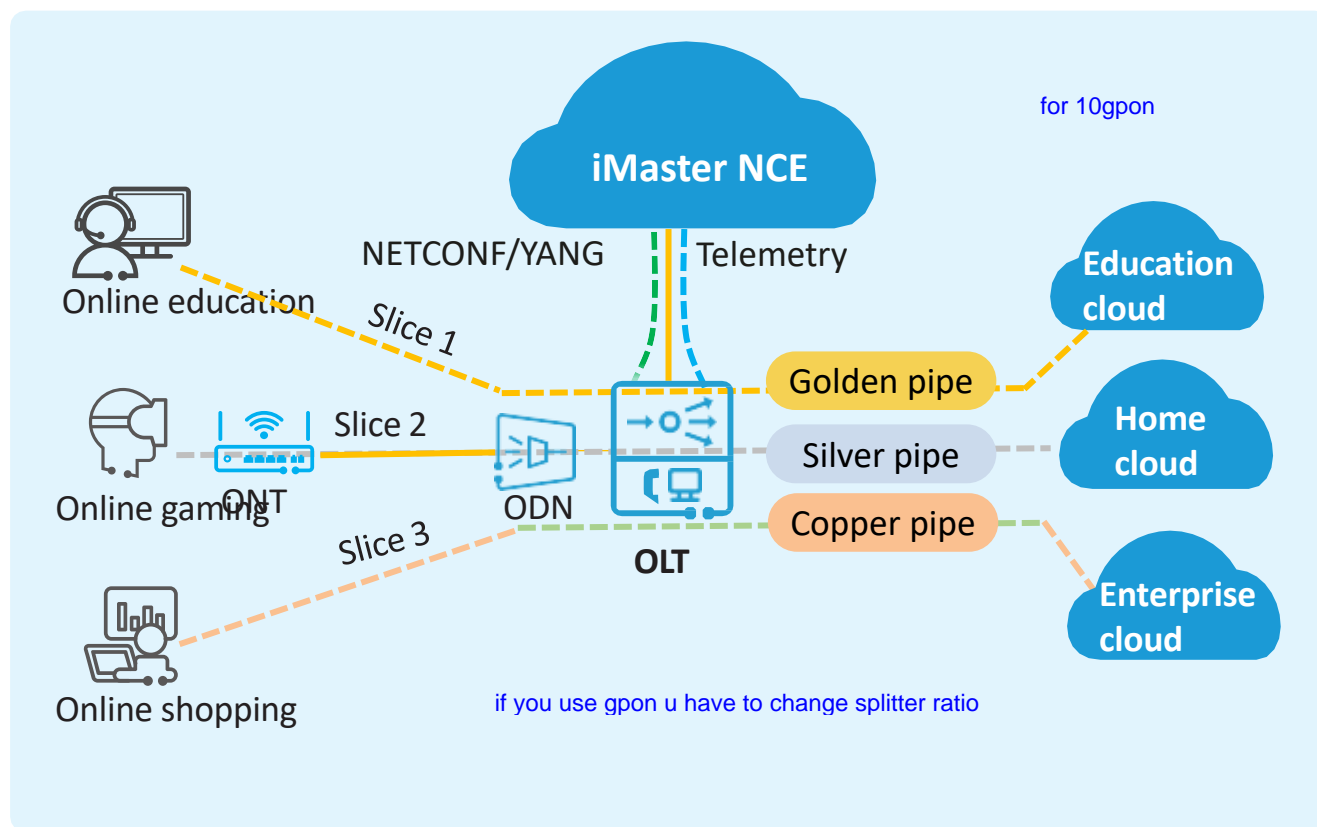 for 10gpon
iMaster NCE
NETCONF/YANG
Telemetry
Education
cloud
Online education
Slice 1
Golden pipe
Home
cloud
Slice 2
Silver pipe
Online gaming
ONT
ODN
Copper pipe
Slice 3
OLT
Enterprise
cloud
Online shopping
if you use gpon u have to change splitter ratio